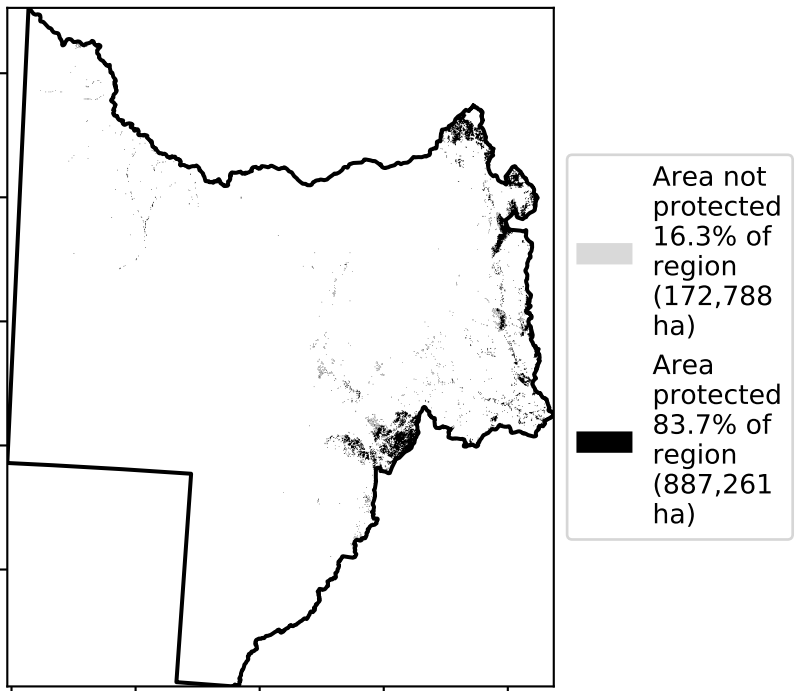 Area not
protected
16.3% of
region
(172,788
ha)
Area
protected
83.7% of
region
(887,261
ha)